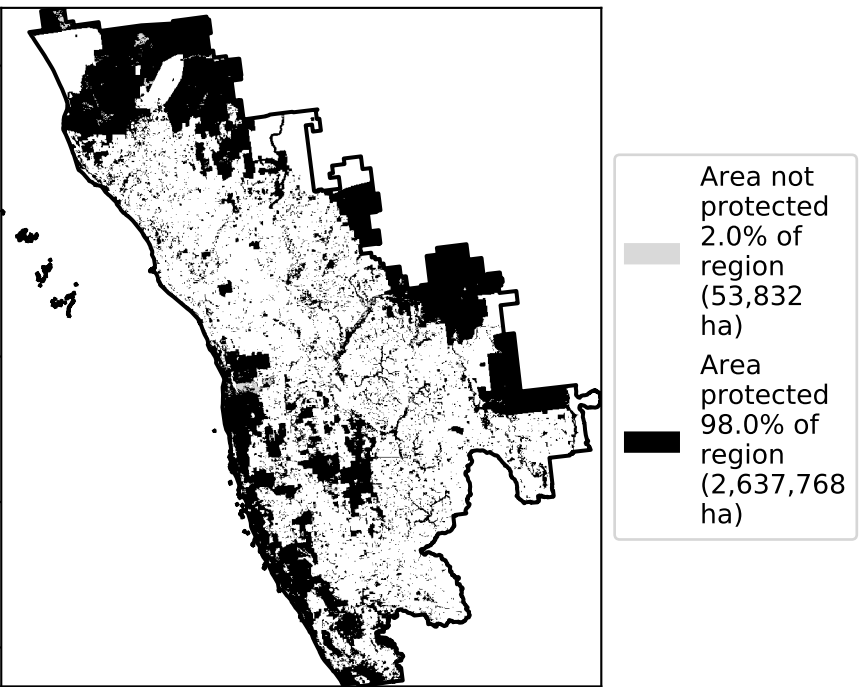 Area not
protected
2.0% of
region
(53,832
ha)
Area
protected
98.0% of
region
(2,637,768
ha)